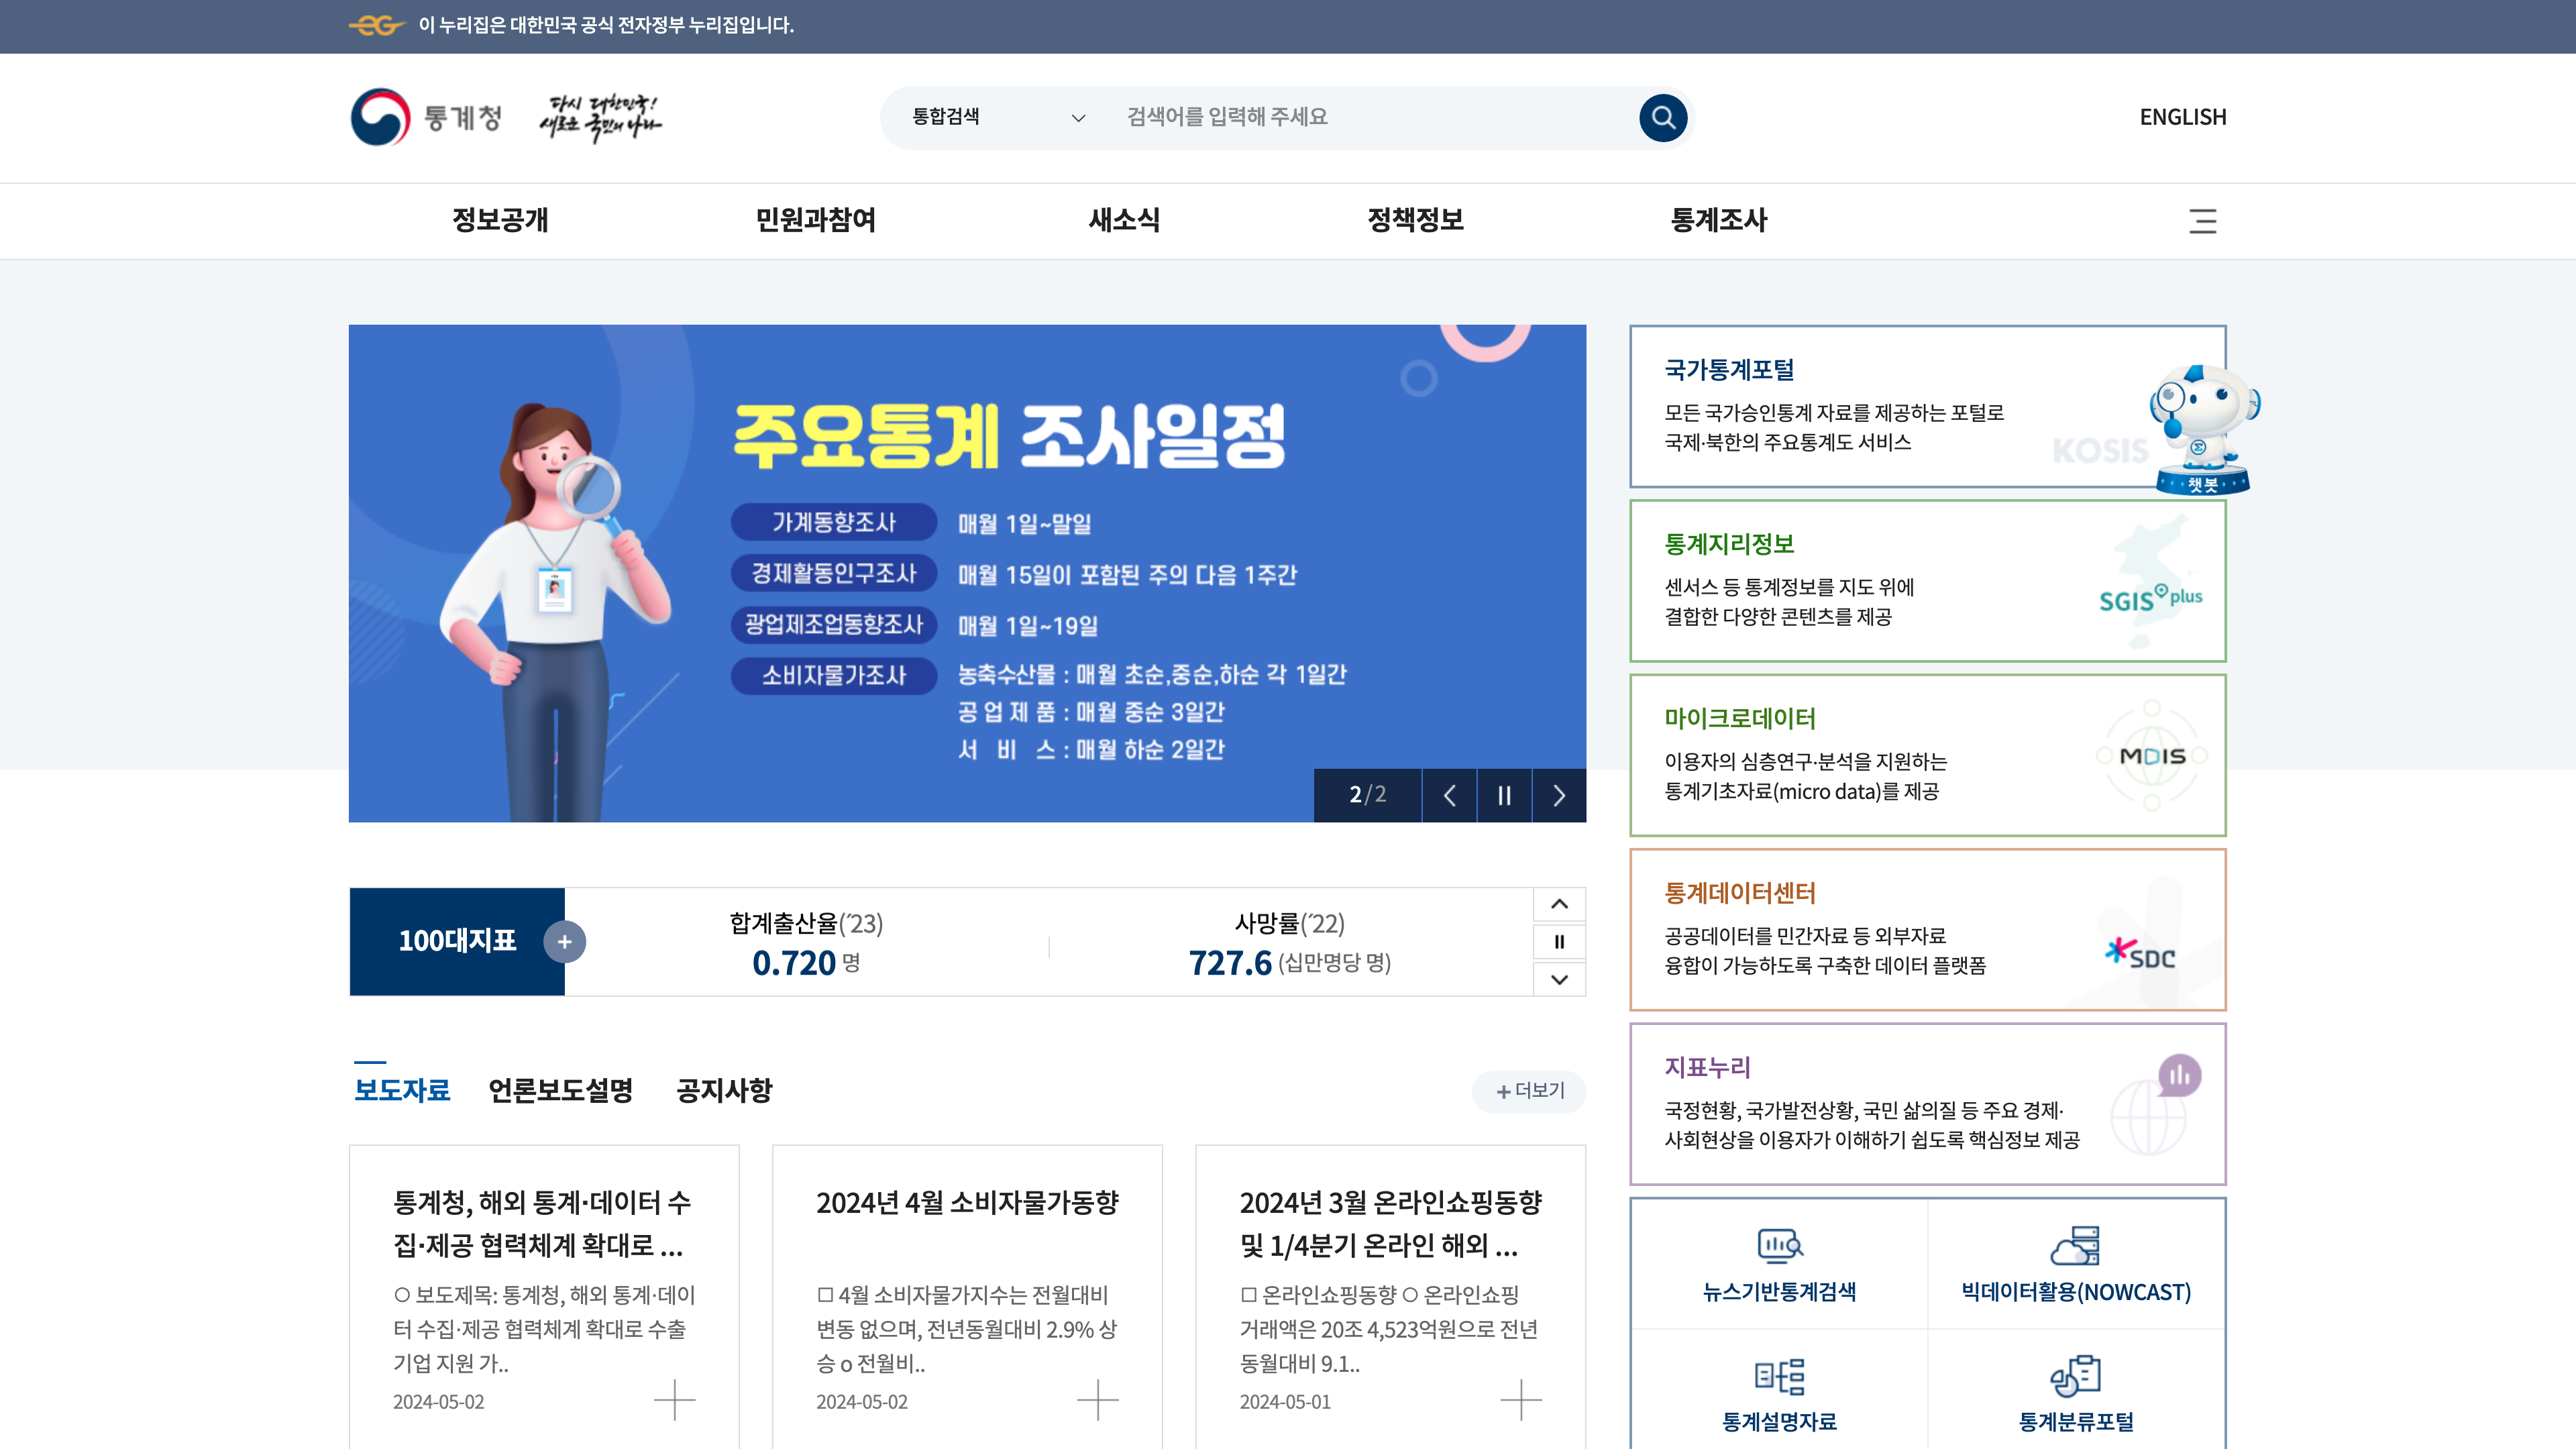 이 누리집은 대한민국 공식 전자정부 누리집입니다.
통계청
다시 대한민국!
새로운 국민의 나라
통합검색
검색어를 입력해 주세요
ENGLISH
정보공개
민원과참여
새소식
정책정보
통계조사
주요통계 조사일정
가계동향조사 매월 1일~말일
경제활동인구조사 매월 15일이 포함된 주의 다음 1주간
광업제조업동향조사 매월 1일~19일
소비자물가조사 농축수산물 : 매월 초순,중순,하순 각 1일간
공 업 제 품 : 매월 중순 3일간
서 비 스 : 매월 하순 2일간
2/2
국가통계포털
모든 국가승인통계 자료를 제공하는 포털로
국제·북한의 주요통계도 서비스
KOSIS
챗봇
통계지리정보
센서스 등 통계정보를 지도 위에
결합한 다양한 콘텐츠를 제공
SGIS plus
마이크로데이터
이용자의 심층연구·분석을 지원하는
통계기초자료(micro data)를 제공
MDIS
통계데이터센터
공공데이터를 민간자료 등 외부자료
융합이 가능하도록 구축한 데이터 플랫폼
SDC
지표누리
국정현황, 국가발전상황, 국민 삶의질 등 주요 경제·
사회현상을 이용자가 이해하기 쉽도록 핵심정보 제공
뉴스기반통계검색
빅데이터활용(NOWCAST)
통계설명자료
통계분류포털
100대지표
합계출산율(′23)
0.720 명
사망률(′22)
727.6 (십만명당 명)
보도자료
언론보도설명
공지사항
+ 더보기
통계청, 해외 통계·데이터 수
집·제공 협력체계 확대로 ...
○ 보도제목: 통계청, 해외 통계·데이
터 수집·제공 협력체계 확대로 수출
기업 지원 가..
2024-05-02
2024년 4월 소비자물가동향
□ 4월 소비자물가지수는 전월대비
변동 없으며, 전년동월대비 2.9% 상
승 o 전월비..
2024-05-02
2024년 3월 온라인쇼핑동향
및 1/4분기 온라인 해외 ...
□ 온라인쇼핑동향 ○ 온라인쇼핑
거래액은 20조 4,523억원으로 전년
동월대비 9.1..
2024-05-01